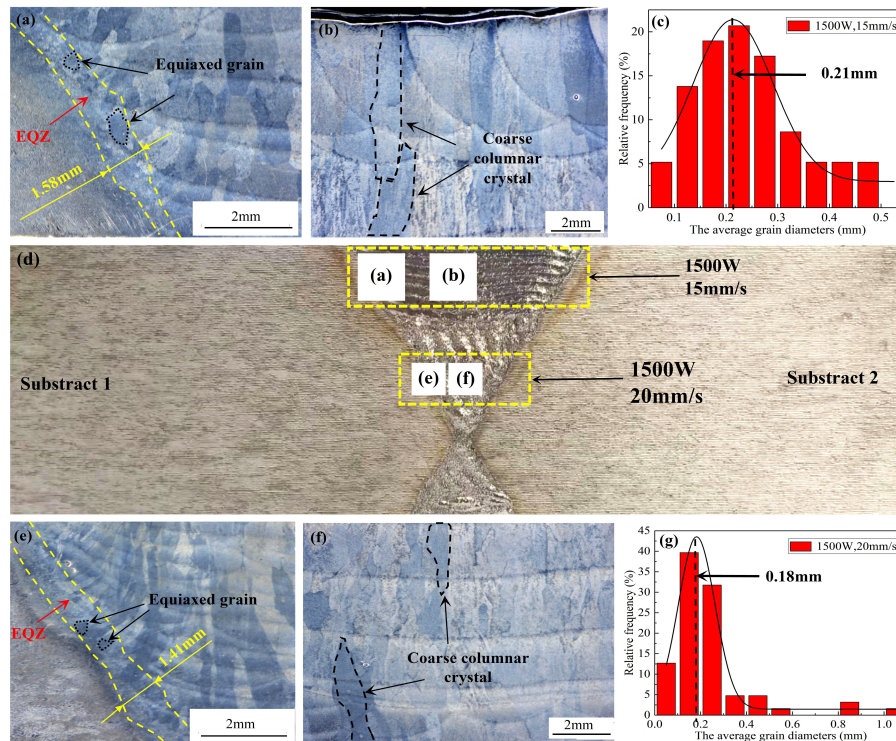 (a)
Equiaxed grain
EQZ
1.58mm
2mm
(b)
Coarse
columnar
crystal
2mm
(c)
1500W,15mm/s
0.21mm
Relative frequency (%)
20
15
10
5
0
0.1
0.2
0.3
0.4
0.5
The average grain diameters (mm)
(d)
(a)
(b)
1500W
15mm/s
Substract 1
(e)
(f)
1500W
20mm/s
Substract 2
(e)
Equiaxed grain
EQZ
1.41mm
2mm
(f)
Coarse columnar
crystal
2mm
(g)
1500W,20mm/s
0.18mm
Relative frequency (%)
45
40
35
30
25
20
15
10
5
0
0.0
0.2
0.4
0.6
0.8
1.0
The average grain diameters (mm)